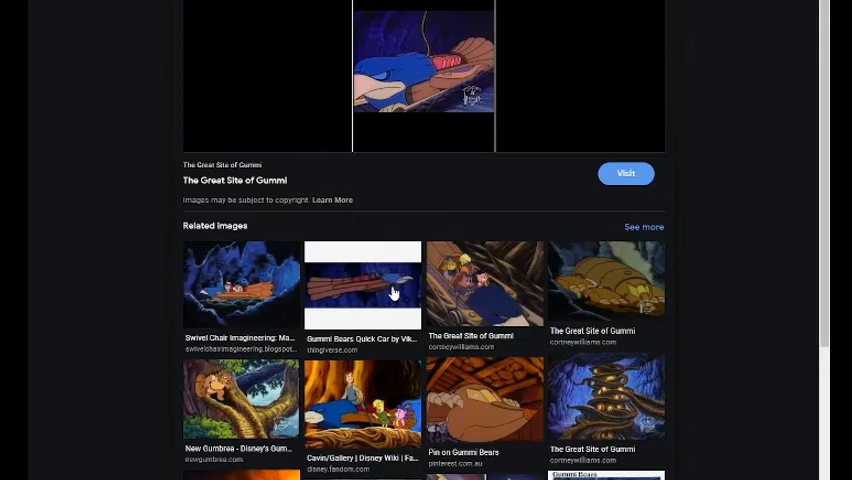 The Great Site of Gummi
The Great Site of Gummi
Visit
Images may be subject to copyright. Learn More
Related images
See more
Swivel Chair Imagineering: Ma...
swivelchairimagineering.blogspot...
Gummi Bears Quick Car by Vik...
thingiverse.com
The Great Site of Gummi
cortneywilliams.com
The Great Site of Gummi
cortneywilliams.com
New Gumbrea - Disney's Gum...
newgumbrea.com
Cavin/Gallery | Disney Wiki | Fa...
disney.fandom.com
Pin on Gummi Bears
pinterest.com.au
The Great Site of Gummi
cortneywilliams.com
Gummi Bears